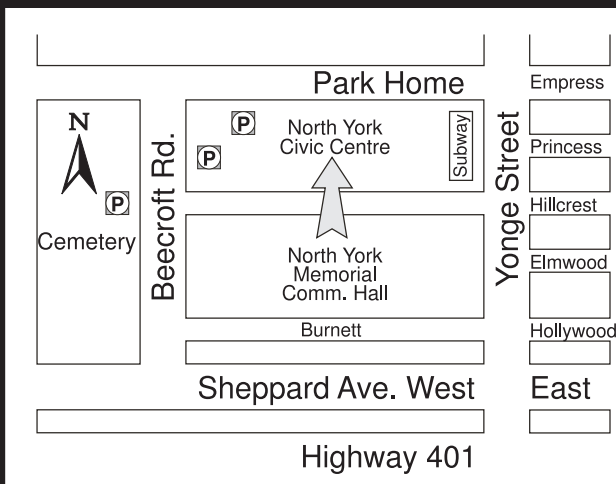 Park Home
Empress
N
P
P
North York
Civic Centre
Subway
Princess
P
Beecroft Rd.
Yonge Street
Hillcrest
Cemetery
North York
Memorial
Comm. Hall
Elmwood
Burnett
Hollywood
Sheppard Ave. West
East
Highway 401